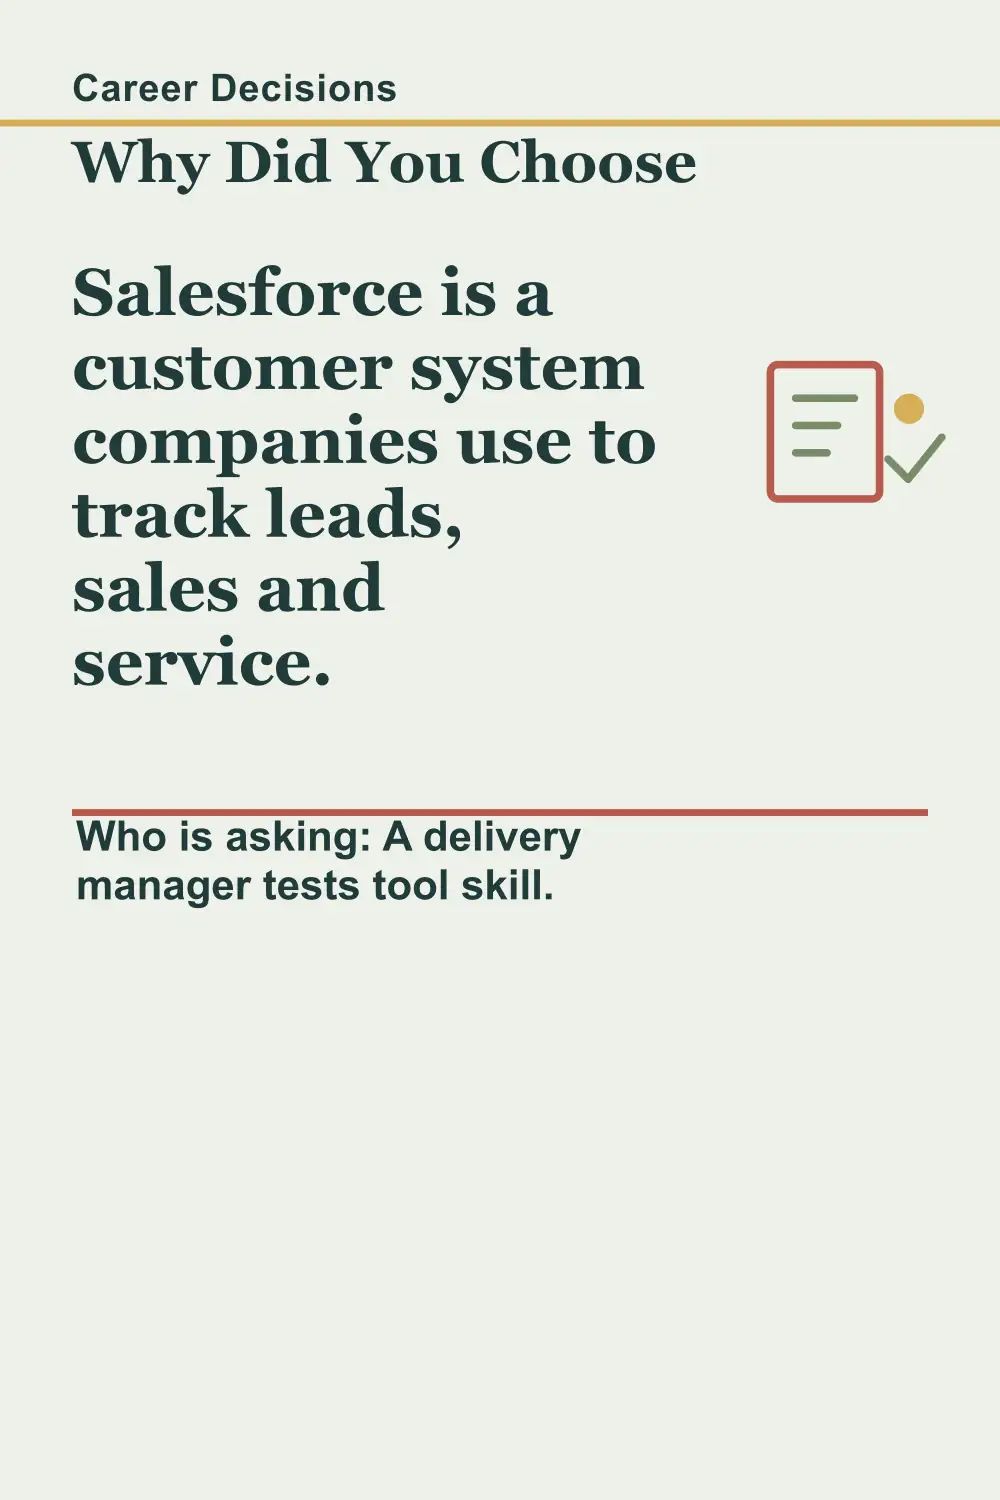 Career Decisions
Why Did You Choose
Salesforce is a
customer system
companies use to
track leads,
sales and
service.
Who is asking: A delivery
manager tests tool skill.